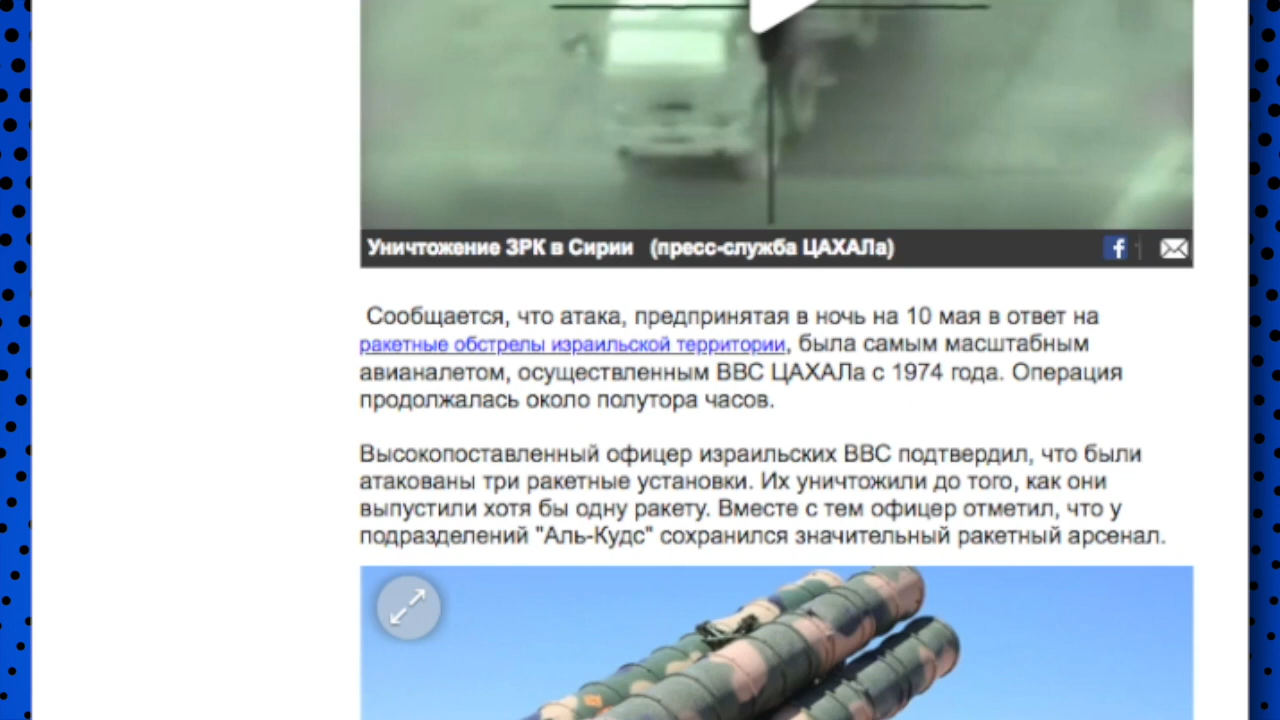 Уничтожение ЗРК в Сирии (пресс-служба ЦАХАЛа)
Сообщается, что атака, предпринятая в ночь на 10 мая в ответ на
ракетные обстрелы израильской территории, была самым масштабным
авианалетом, осуществленным ВВС ЦАХАЛа с 1974 года. Операция
продолжалась около полутора часов.
Высокопоставленный офицер израильских ВВС подтвердил, что были
атакованы три ракетные установки. Их уничтожили до того, как они
выпустили хотя бы одну ракету. Вместе с тем офицер отметил, что у
подразделений "Аль-Кудс" сохранился значительный ракетный арсенал.